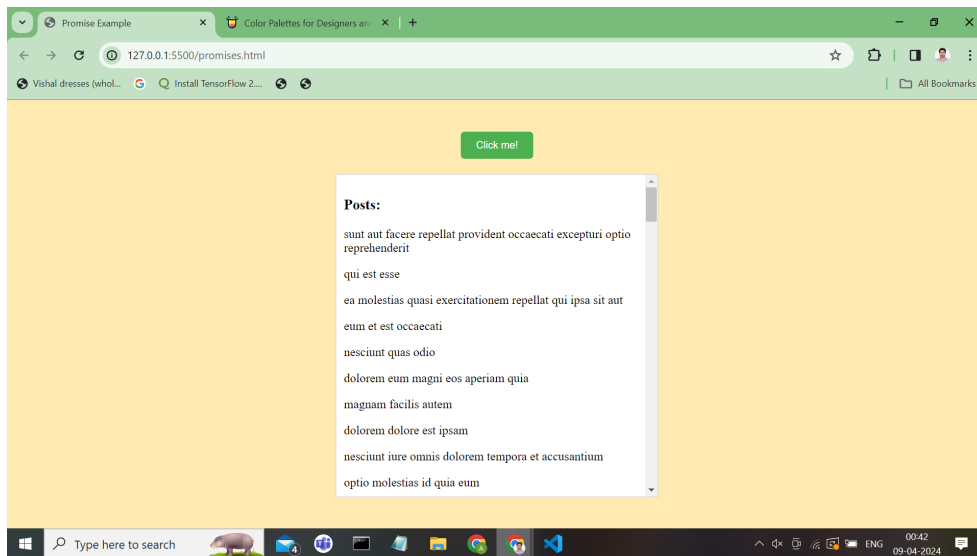 Promise Example
Color Palettes for Designers an
127.0.0.1:5500/promises.html
Vishal dresses (whol...
Install TensorFlow 2....
All Bookmarks
Click me!
Posts:
sunt aut facere repellat provident occaecati excepturi optio
reprehenderit
qui est esse
ea molestias quasi exercitationem repellat qui ipsa sit aut
eum et est occaecati
nesciunt quas odio
dolorem eum magni eos aperiam quia
magnam facilis autem
dolorem dolore est ipsam
nesciunt iure omnis dolorem tempora et accusantium
optio molestias id quia eum
Type here to search
4
ENG
00:42
09-04-2024